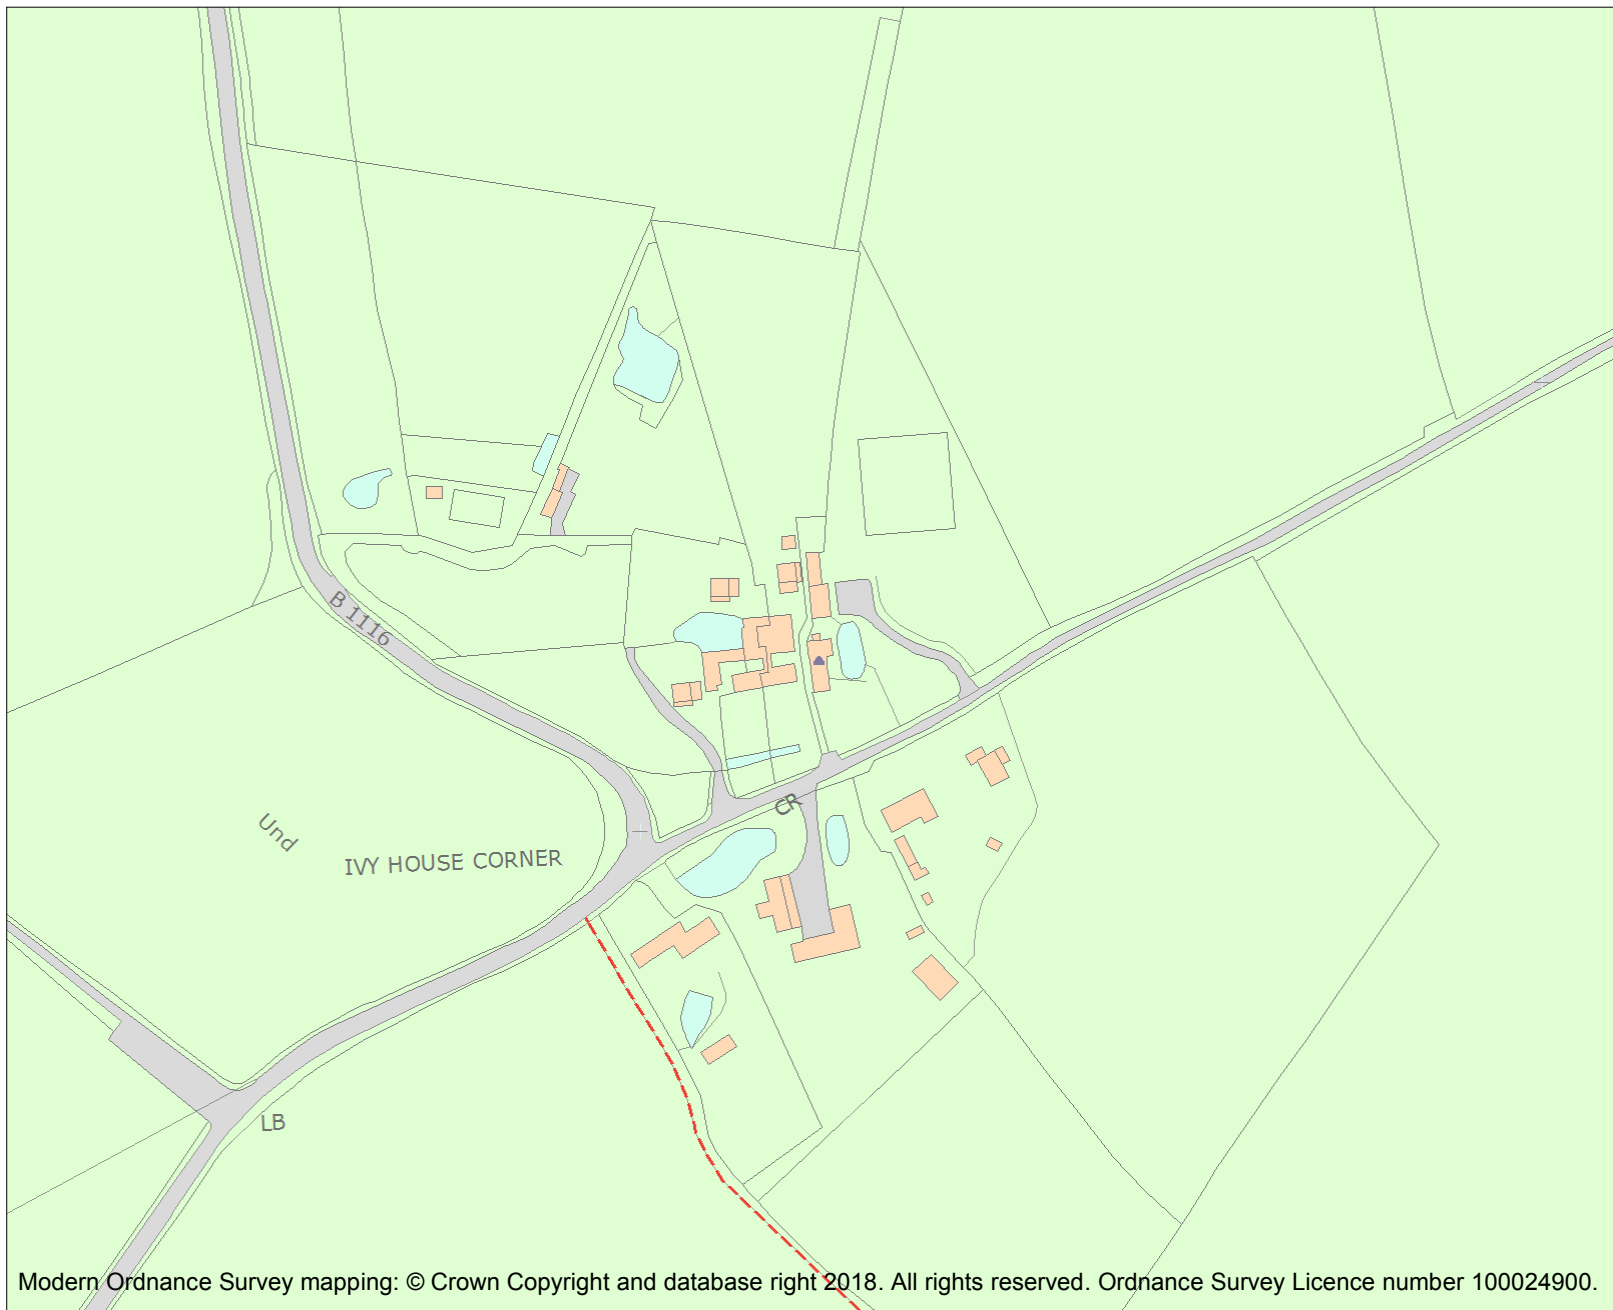 B 1116
CR
Und
IVY HOUSE CORNER
LB
Modern Ordnance Survey mapping: © Crown Copyright and database right 2018. All rights reserved. Ordnance Survey Licence number 100024900.